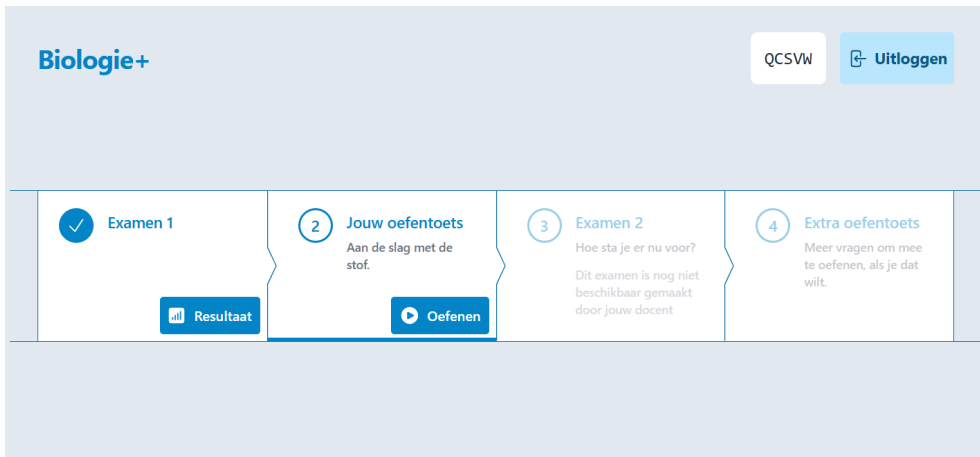 Biologie+
QCSVW
Uitloggen
Examen 1
Resultaat
2
Jouw oefentoets
Aan de slag met de
stof.
Oefenen
3
Examen 2
Hoe sta je er nu voor?
Dit examen is nog niet
beschikbaar gemaakt
door jouw docent
4
Extra oefentoets
Meer vragen om mee
te oefenen, als je dat
wilt.